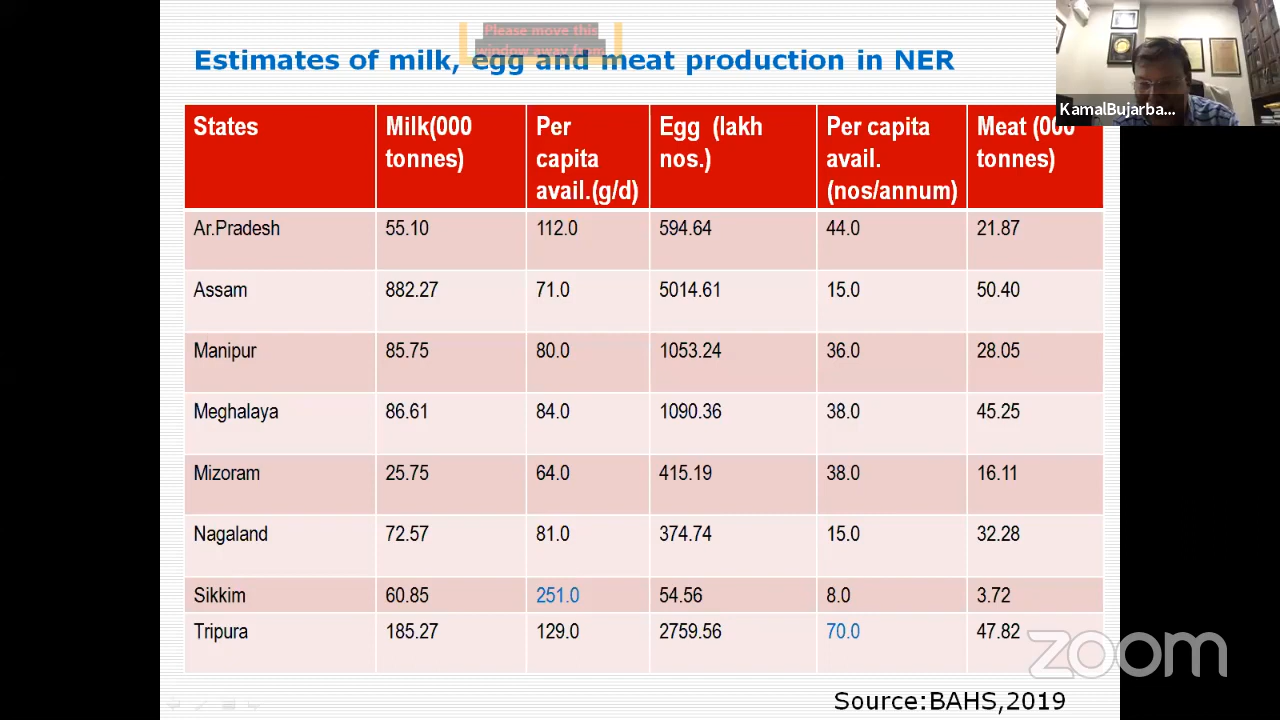 Please move this
window away from
Estimates of milk, egg and meat production in NER
KamalBujarba...
States Milk(000 tonnes) Per capita avail.(g/d) Egg (lakh nos.) Per capita avail. (nos/annum) Meat (000 tonnes)
Ar.Pradesh 55.10 112.0 594.64 44.0 21.87
Assam 882.27 71.0 5014.61 15.0 50.40
Manipur 85.75 80.0 1053.24 36.0 28.05
Meghalaya 86.61 84.0 1090.36 38.0 45.25
Mizoram 25.75 64.0 415.19 38.0 16.11
Nagaland 72.57 81.0 374.74 15.0 32.28
Sikkim 60.85 251.0 54.56 8.0 3.72
Tripura 185.27 129.0 2759.56 70.0 47.82
zoom
Source:BAHS,2019